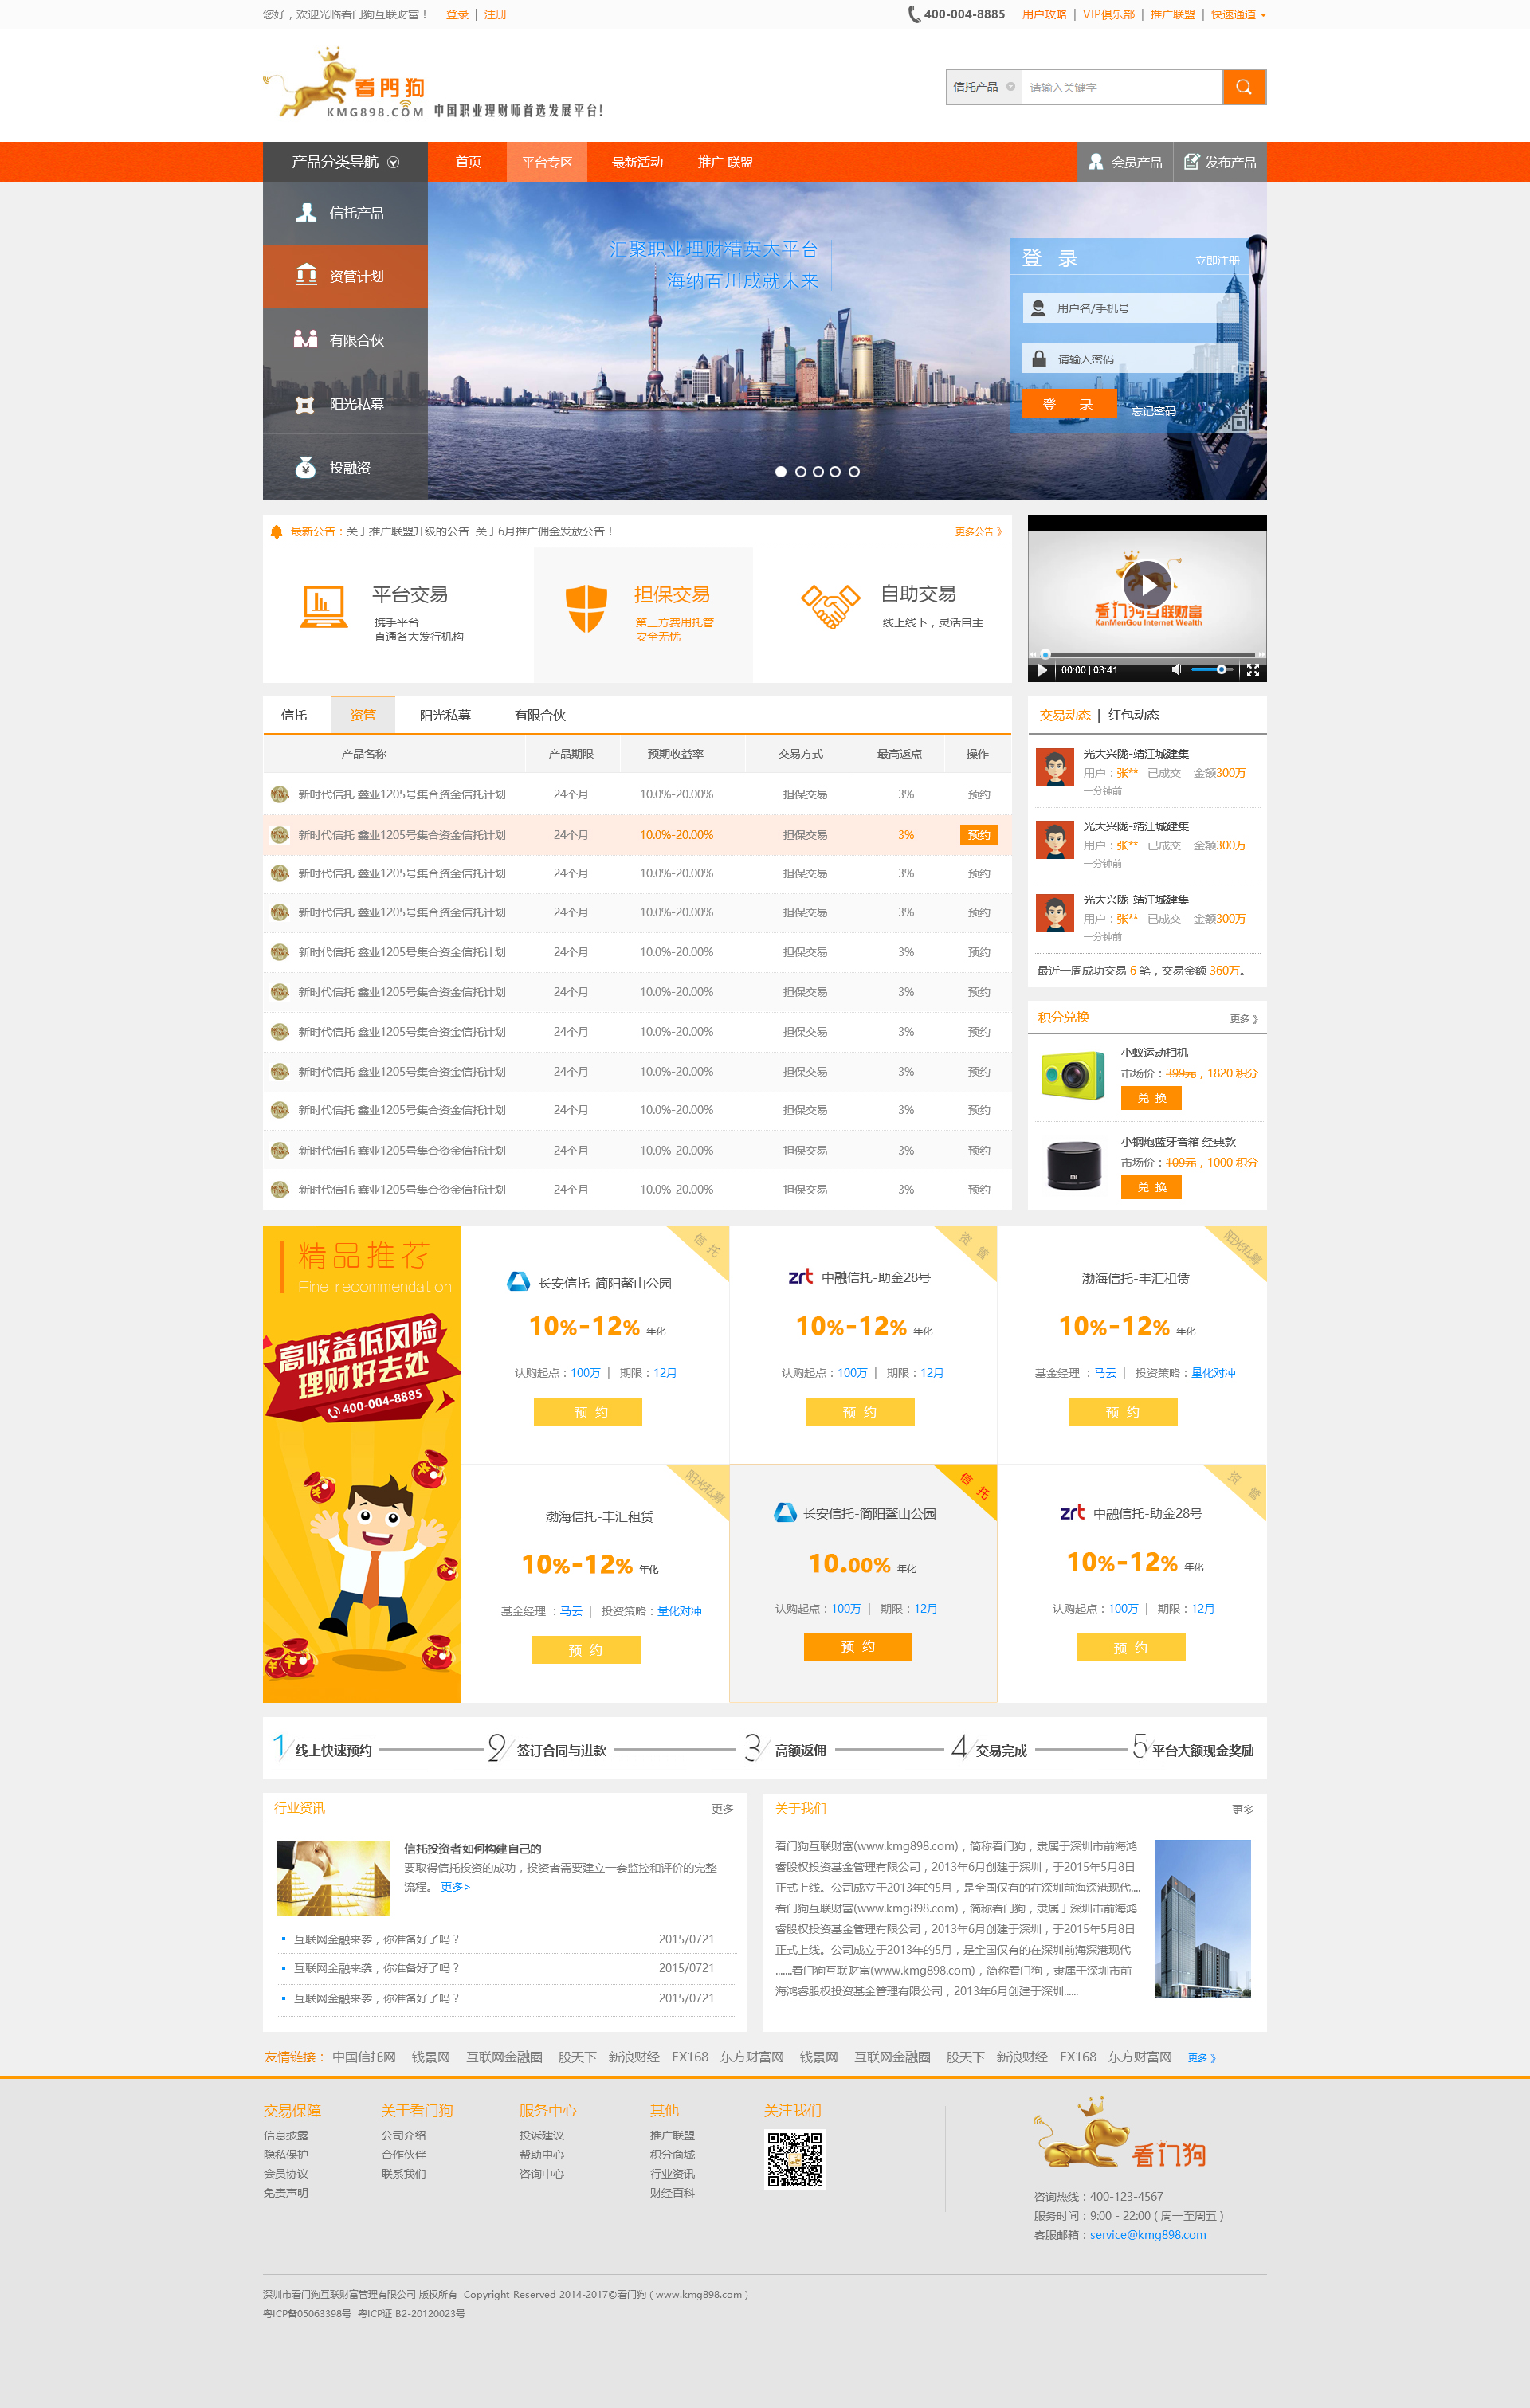 您好，欢迎光临看门狗互联财富！ 登录 | 注册
400-004-8885 用户攻略 | VIP俱乐部 | 推广联盟 | 快速通道
看門狗
KMG898.COM 中国职业理财师首选发展平台!
信托产品 请输入关键字
产品分类导航 首页 平台专区 最新活动 推广 联盟 会员产品 发布产品
信托产品
资管计划
有限合伙
阳光私募
投融资
汇聚职业理财精英大平台
海纳百川成就未来
AURORA
登 录 立即注册
用户名/手机号
请输入密码
登 录 忘记密码
最新公告：关于推广联盟升级的公告 关于6月推广佣金发放公告！ 更多公告 》
平台交易
携手平台
直通各大发行机构
担保交易
第三方费用托管
安全无忧
自助交易
线上线下，灵活自主
看门狗互联财富
KanMenGou Internet Wealth
00:00 | 03:41
信托 资管 阳光私募 有限合伙
产品名称 产品期限 预期收益率 交易方式 最高返点 操作
新时代信托 鑫业1205号集合资金信托计划 24个月 10.0%-20.00% 担保交易 3% 预约
新时代信托 鑫业1205号集合资金信托计划 24个月 10.0%-20.00% 担保交易 3% 预约
新时代信托 鑫业1205号集合资金信托计划 24个月 10.0%-20.00% 担保交易 3% 预约
新时代信托 鑫业1205号集合资金信托计划 24个月 10.0%-20.00% 担保交易 3% 预约
新时代信托 鑫业1205号集合资金信托计划 24个月 10.0%-20.00% 担保交易 3% 预约
新时代信托 鑫业1205号集合资金信托计划 24个月 10.0%-20.00% 担保交易 3% 预约
新时代信托 鑫业1205号集合资金信托计划 24个月 10.0%-20.00% 担保交易 3% 预约
新时代信托 鑫业1205号集合资金信托计划 24个月 10.0%-20.00% 担保交易 3% 预约
新时代信托 鑫业1205号集合资金信托计划 24个月 10.0%-20.00% 担保交易 3% 预约
新时代信托 鑫业1205号集合资金信托计划 24个月 10.0%-20.00% 担保交易 3% 预约
新时代信托 鑫业1205号集合资金信托计划 24个月 10.0%-20.00% 担保交易 3% 预约
交易动态 | 红包动态
光大兴陇-靖江城建集
用户：张** 已成交 金额300万
一分钟前
光大兴陇-靖江城建集
用户：张** 已成交 金额300万
一分钟前
光大兴陇-靖江城建集
用户：张** 已成交 金额300万
一分钟前
最近一周成功交易 6 笔，交易金额 360万。
积分兑换 更多 》
小蚁运动相机
市场价：399元，1820 积分
兑 换
小钢炮蓝牙音箱 经典款
市场价：109元，1000 积分
兑 换
精品推荐
Fine recommendation
高收益低风险
理财好去处
400-004-8885
信 托
长安信托-简阳鳌山公园
10%-12% 年化
认购起点：100万 | 期限：12月
预 约
资 管
zrt 中融信托-助金28号
10%-12% 年化
认购起点：100万 | 期限：12月
预 约
阳光私募
渤海信托-丰汇租赁
10%-12% 年化
基金经理 ：马云 | 投资策略：量化对冲
预 约
阳光私募
渤海信托-丰汇租赁
10%-12% 年化
基金经理 ：马云 | 投资策略：量化对冲
预 约
信 托
长安信托-简阳鳌山公园
10.00% 年化
认购起点：100万 | 期限：12月
预 约
资 管
zrt 中融信托-助金28号
10%-12% 年化
认购起点：100万 | 期限：12月
预 约
1 线上快速预约 2 签订合同与进款 3 高额返佣 4 交易完成 5 平台大额现金奖励
行业资讯 更多
信托投资者如何构建自己的
要取得信托投资的成功，投资者需要建立一套监控和评价的完整
流程。 更多>
互联网金融来袭，你准备好了吗？ 2015/0721
互联网金融来袭，你准备好了吗？ 2015/0721
互联网金融来袭，你准备好了吗？ 2015/0721
关于我们 更多
看门狗互联财富(www.kmg898.com)，简称看门狗，隶属于深圳市前海鸿
睿股权投资基金管理有限公司，2013年6月创建于深圳，于2015年5月8日
正式上线。公司成立于2013年的5月，是全国仅有的在深圳前海深港现代....
看门狗互联财富(www.kmg898.com)，简称看门狗，隶属于深圳市前海鸿
睿股权投资基金管理有限公司，2013年6月创建于深圳，于2015年5月8日
正式上线。公司成立于2013年的5月，是全国仅有的在深圳前海深港现代
.......看门狗互联财富(www.kmg898.com)，简称看门狗，隶属于深圳市前
海鸿睿股权投资基金管理有限公司，2013年6月创建于深圳......
友情链接： 中国信托网 钱景网 互联网金融圈 股天下 新浪财经 FX168 东方财富网 钱景网 互联网金融圈 股天下 新浪财经 FX168 东方财富网 更多 》
交易保障
信息披露
隐私保护
会员协议
免责声明
关于看门狗
公司介绍
合作伙伴
联系我们
服务中心
投诉建议
帮助中心
咨询中心
其他
推广联盟
积分商城
行业资讯
财经百科
关注我们
看门狗
咨询热线：400-123-4567
服务时间：9:00 - 22:00 ( 周一至周五 )
客服邮箱：service@kmg898.com
深圳市看门狗互联财富管理有限公司 版权所有 Copyright Reserved 2014-2017©看门狗 ( www.kmg898.com )
粤ICP备05063398号 粤ICP证 B2-20120023号